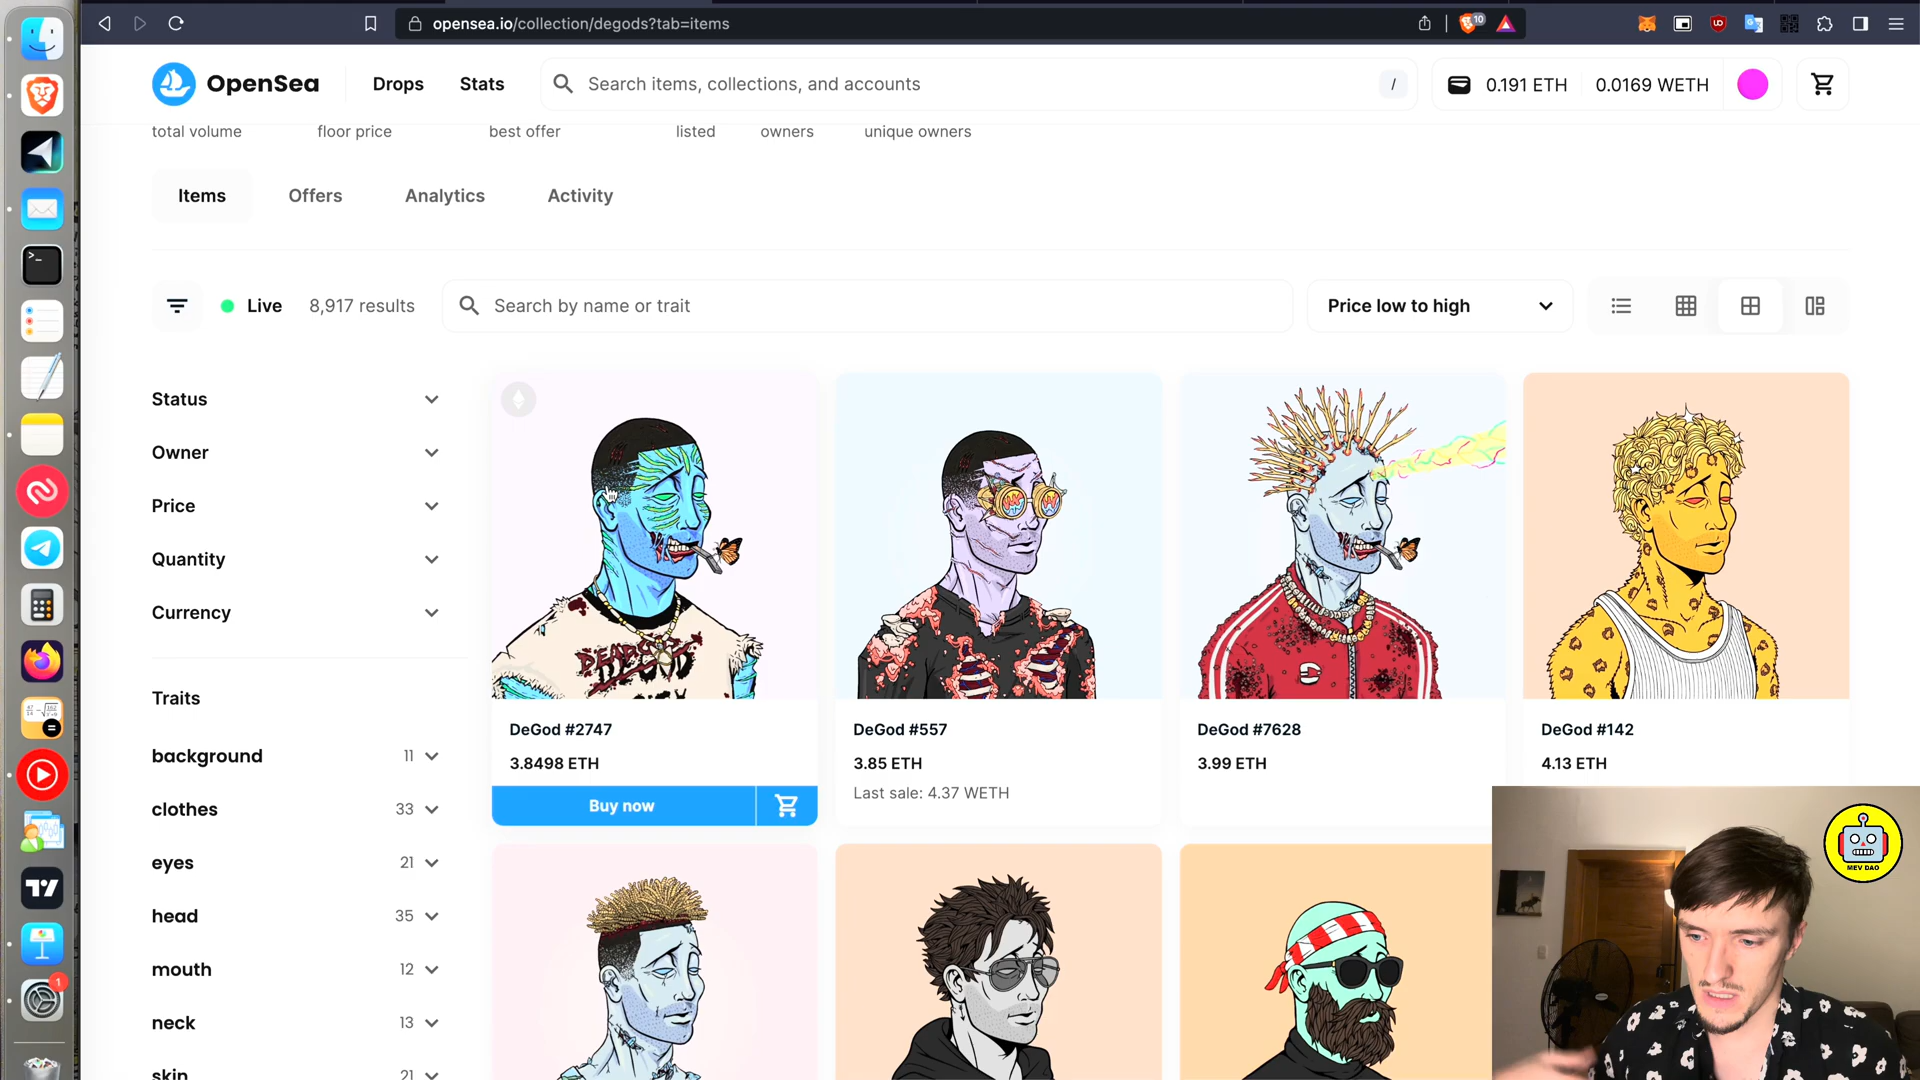 opensea.io/collection/degods?tab=items
10
OpenSea
Drops
Stats
Search items, collections, and accounts
/
0.191 ETH
0.0169 WETH
total volume
floor price
best offer
listed
owners
unique owners
Items
Offers
Analytics
Activity
Live
8,917 results
Search by name or trait
Price low to high
Status
Owner
Price
Quantity
Currency
Traits
background
11
clothes
33
eyes
21
head
35
mouth
12
neck
13
skin
21
DeGod #2747
3.8498 ETH
Buy now
DeGod #557
3.85 ETH
Last sale: 4.37 WETH
DeGod #7628
3.99 ETH
DeGod #142
4.13 ETH
MEV DAO
1